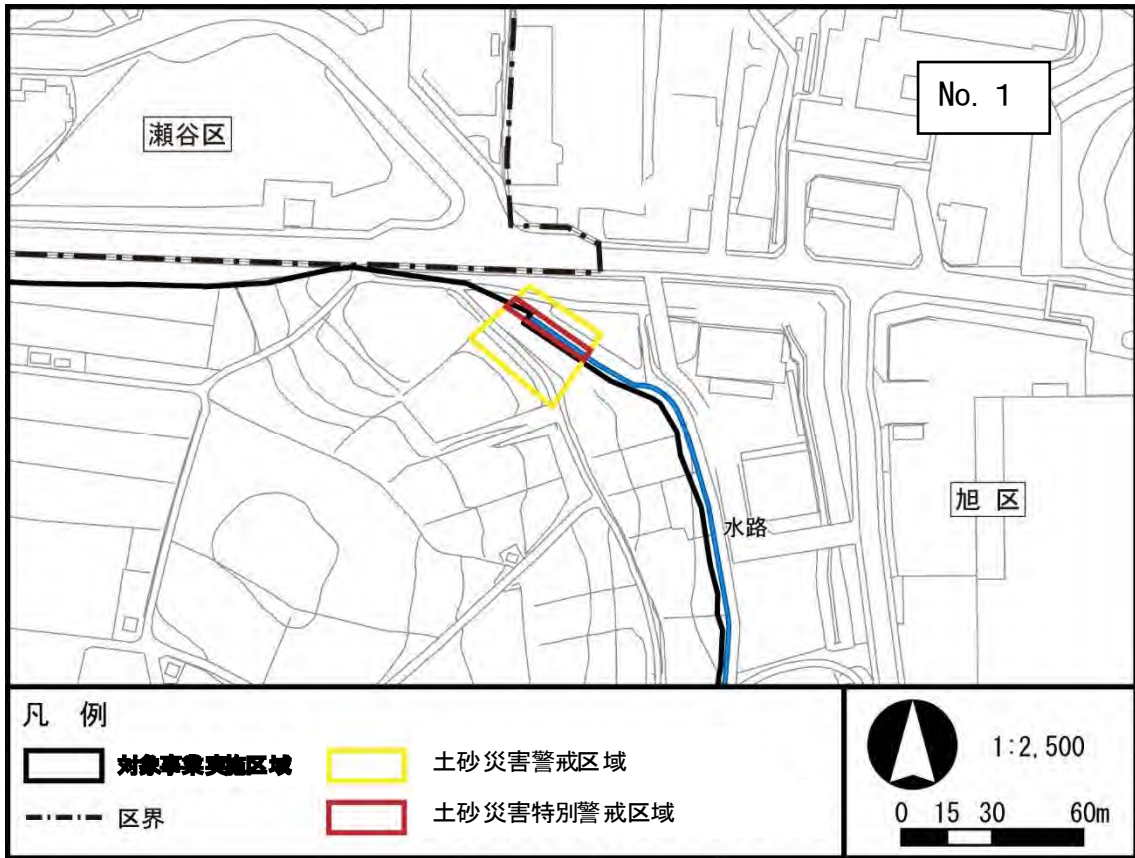 No. 1
瀬谷区
旭 区
水路
凡 例
対象事業実施区域
土砂災害警戒区域
区界
土砂災害特別警戒区域
1:2,500
0 15 30 60m